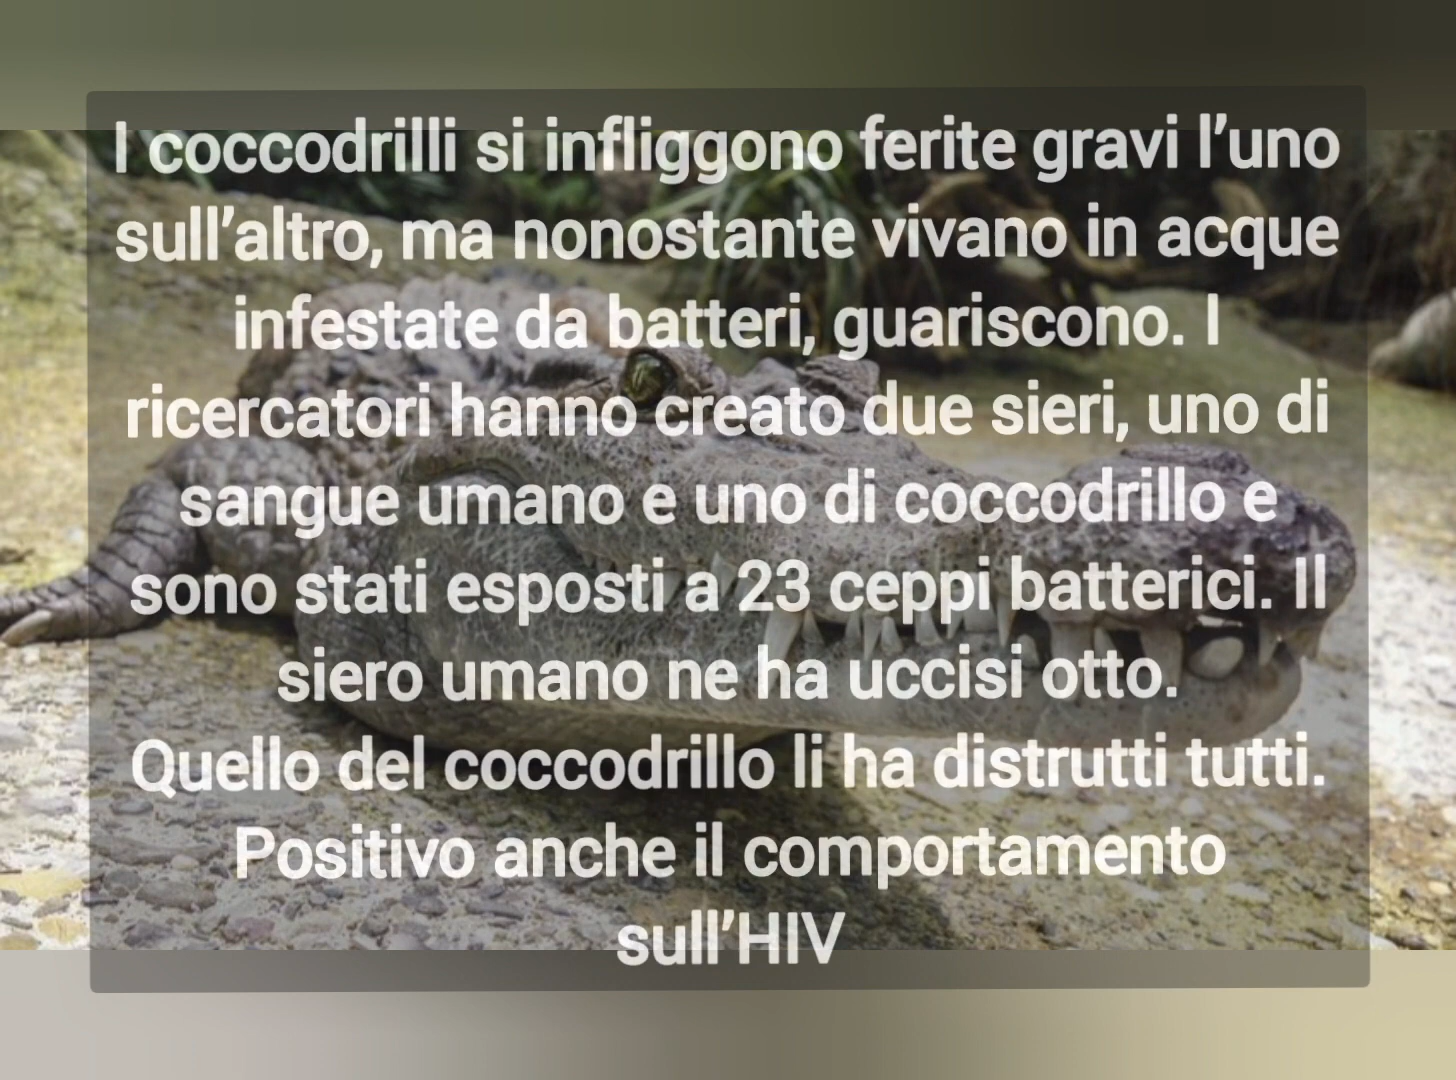 I coccodrilli si infliggono ferite gravi l’uno
sull’altro, ma nonostante vivano in acque
infestate da batteri, guariscono. I
ricercatori hanno creato due sieri, uno di
sangue umano e uno di coccodrillo e
sono stati esposti a 23 ceppi batterici. Il
siero umano ne ha uccisi otto.
Quello del coccodrillo li ha distrutti tutti.
Positivo anche il comportamento
sull’HIV